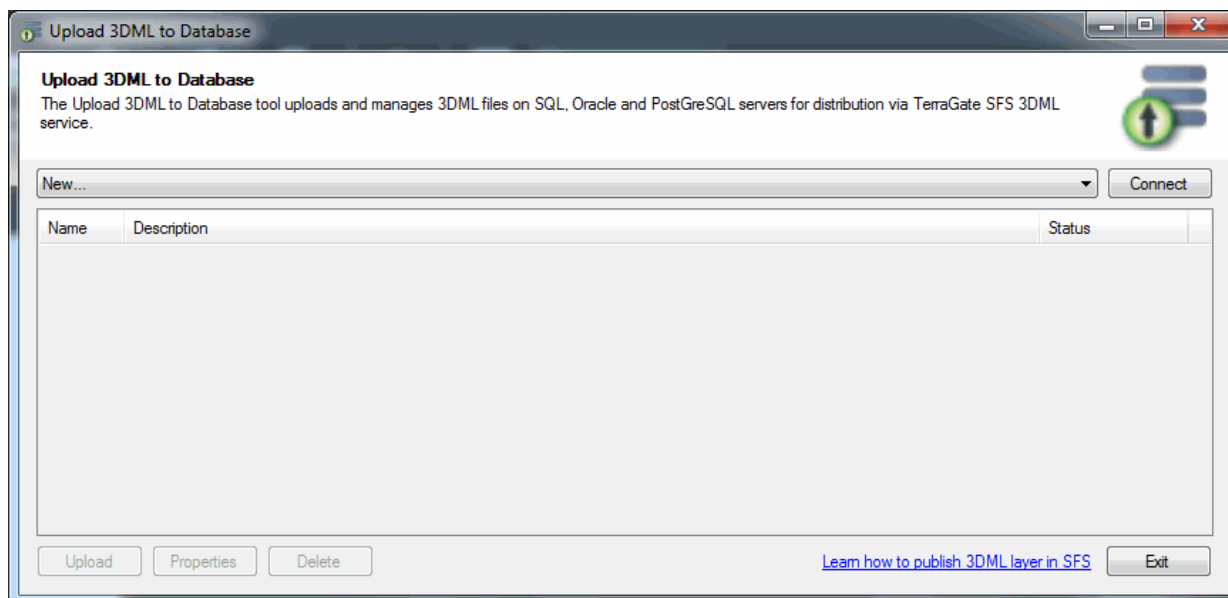 Upload 3DML to Database
Upload 3DML to Database
The Upload 3DML to Database tool uploads and manages 3DML files on SQL, Oracle and PostGreSQL servers for distribution via TerraGate SFS 3DML
service.
New...
Connect
Name Description Status
Upload Properties Delete Learn how to publish 3DML layer in SFS Exit